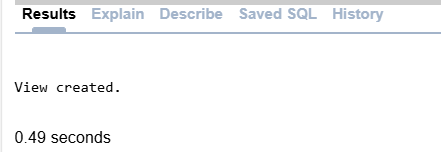 Results Explain Describe Saved SQL History
View created.
0.49 seconds